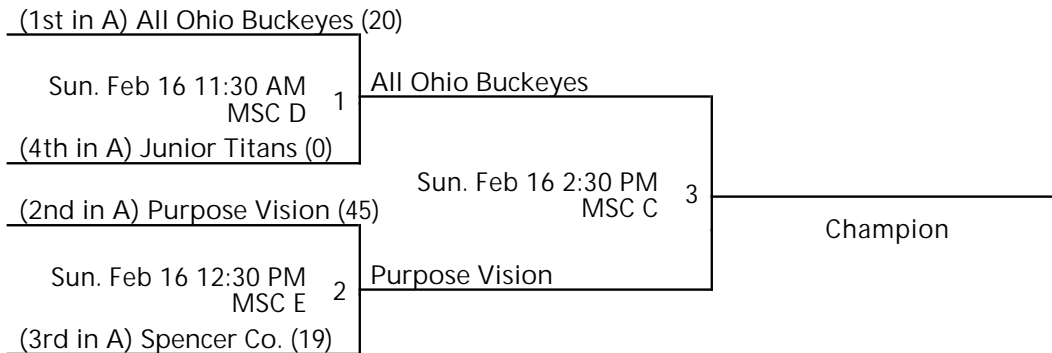 (1st in A) All Ohio Buckeyes (20)
Sun. Feb 16 11:30 AM
MSC D
1
All Ohio Buckeyes
(4th in A) Junior Titans (0)
Sun. Feb 16 2:30 PM
MSC C
3
Champion
(2nd in A) Purpose Vision (45)
Sun. Feb 16 12:30 PM
MSC E
2
Purpose Vision
(3rd in A) Spencer Co. (19)